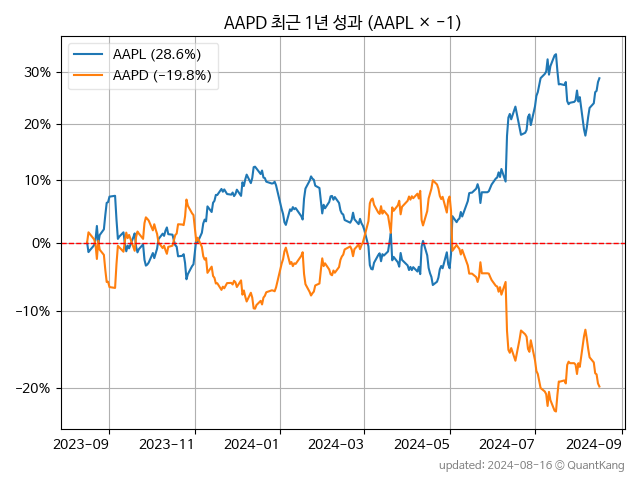 AAPD 최근 1년 성과 (AAPL × −1)
AAPL (28.6%)
AAPD (−19.8%)
30%
20%
10%
0%
−10%
−20%
2023-09 2023-11 2024-01 2024-03 2024-05 2024-07 2024-09
updated: 2024-08-16 © QuantKang